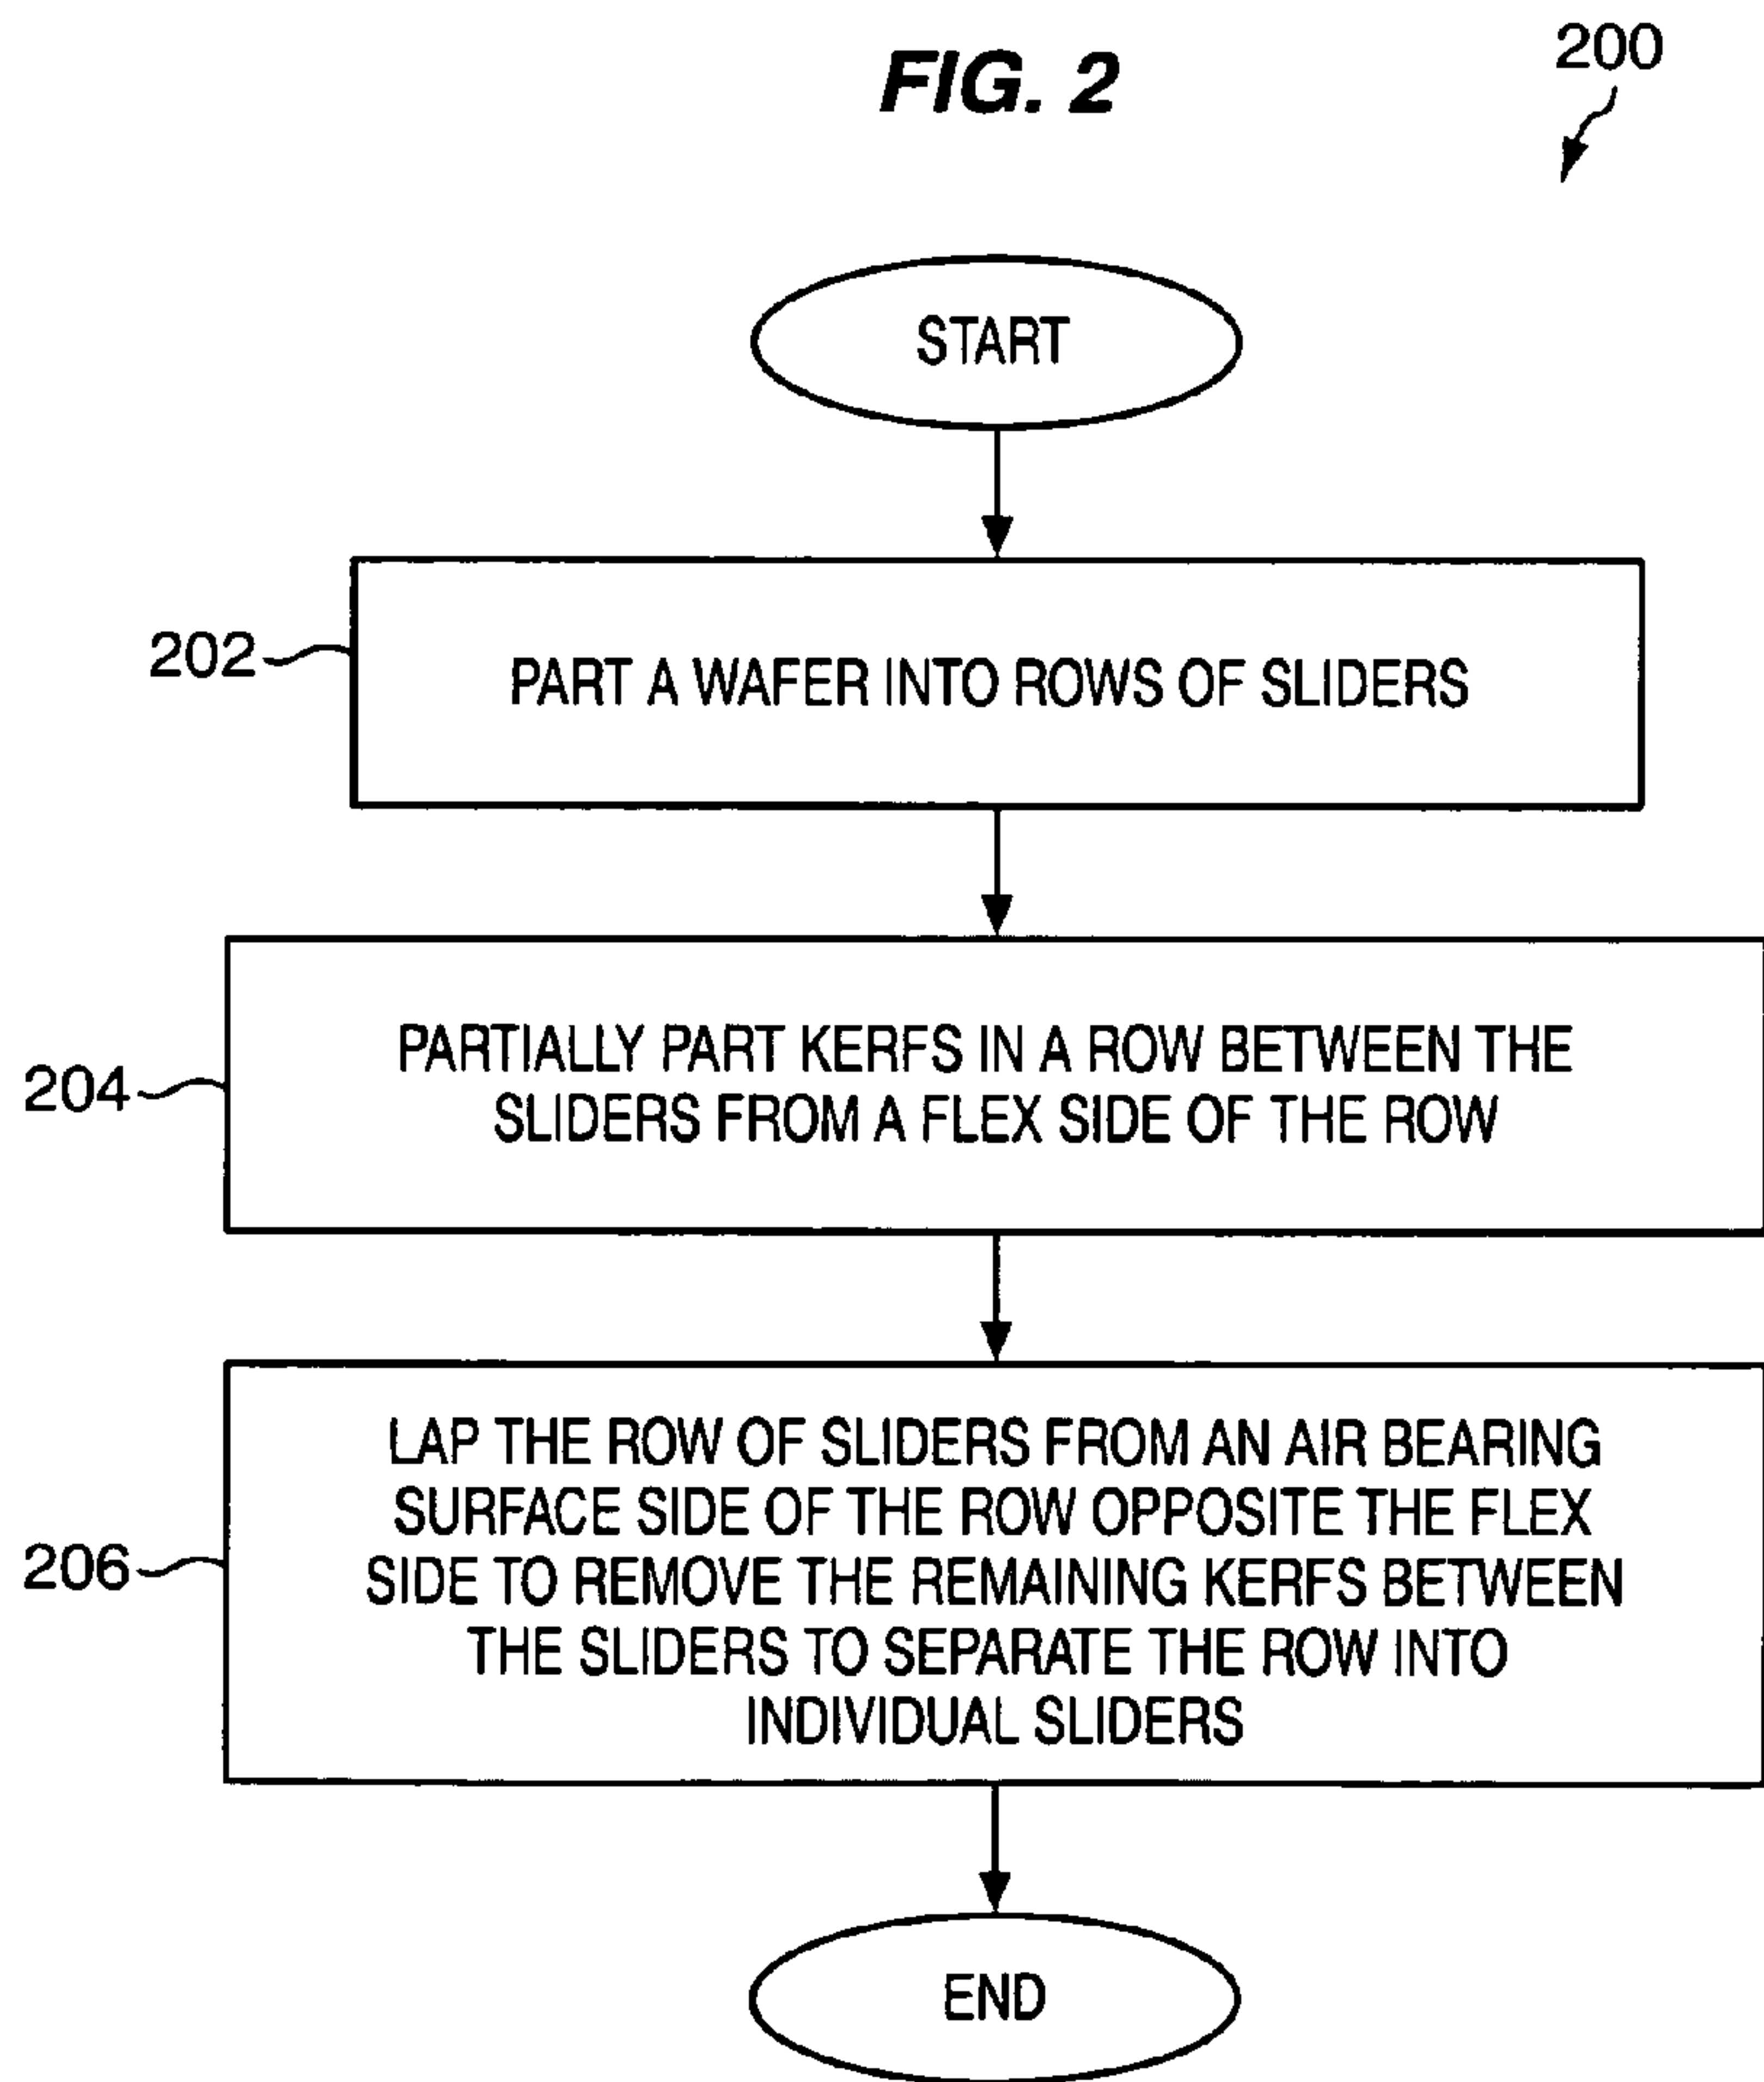 FIG. 2
200
START
202
PART A WAFER INTO ROWS OF SLIDERS
204
PARTIALLY PART KERFS IN A ROW BETWEEN THE
SLIDERS FROM A FLEX SIDE OF THE ROW
206
LAP THE ROW OF SLIDERS FROM AN AIR BEARING
SURFACE SIDE OF THE ROW OPPOSITE THE FLEX
SIDE TO REMOVE THE REMAINING KERFS BETWEEN
THE SLIDERS TO SEPARATE THE ROW INTO
INDIVIDUAL SLIDERS
END